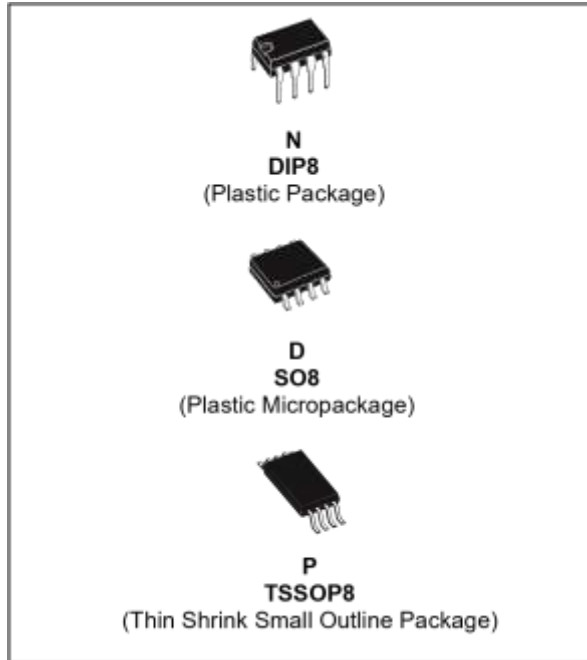 N
DIP8
(Plastic Package)
D
SO8
(Plastic Micropackage)
P
TSSOP8
(Thin Shrink Small Outline Package)